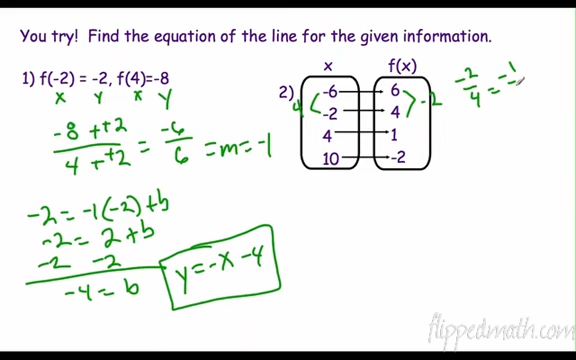 You try! Find the equation of the line for the given information.
1) f(-2) = -2, f(4)=-8
x y x y
-8 ++2 / 4 ++2 = -6/6 = m = -1
-2 = -1(-2)+b
-2 = 2+b
-2 -2
-4 = b
y=-x-4
2)
x f(x)
-6 6
-2 4
4 1
10 -2
4 -2
-2/4 = -1
flippedmath.com